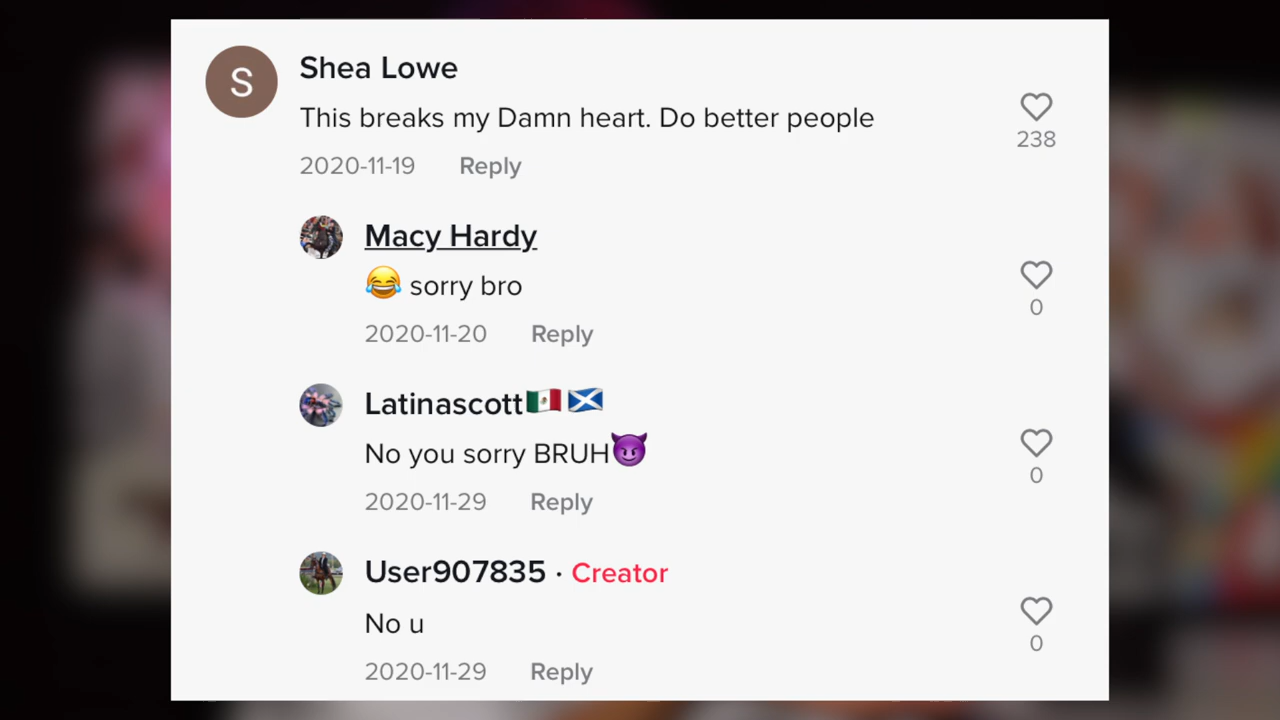 S
Shea Lowe
This breaks my Damn heart. Do better people
238
2020-11-19 Reply
Macy Hardy
😂 sorry bro
0
2020-11-20 Reply
Latinascott🇲🇽🏴󠁧󠁢󠁳󠁣󠁴󠁿
No you sorry BRUH😈
0
2020-11-29 Reply
User907835 · Creator
No u
0
2020-11-29 Reply